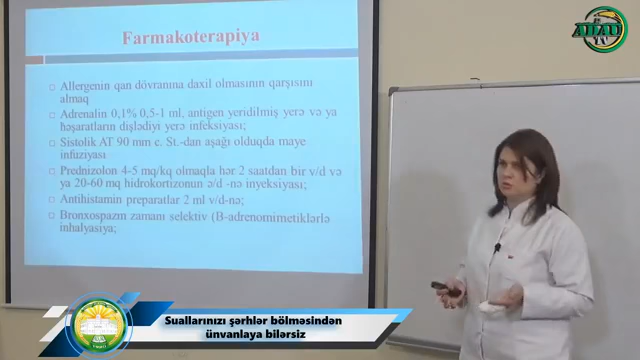 Farmakoterapiya
Allergenin qan dövranına daxil olmasının qarşısını
almaq
Adrenalin 0,1% 0,5-1 ml, antigen yeridilmiş yerə və ya
həşaratların dişlədiyi yerə infeksiyası;
Sistolik AT 90 mm c. St.-dan aşağı olduqda maye
infuziyası
Prednizolon 4-5 mq/kq olmaqla hər 2 saatdan bir v/d və
ya 20-60 mq hidrokortizonun ə/d -nə inyeksiyası;
Antihistamin preparatlar 2 ml v/d-nə;
Bronxospazm zamanı selektiv (B-adrenomimetiklərlə
inhalyasiya;
ADAU
TV
Suallarınızı şərhlər bölməsindən
ünvanlaya bilərsiz